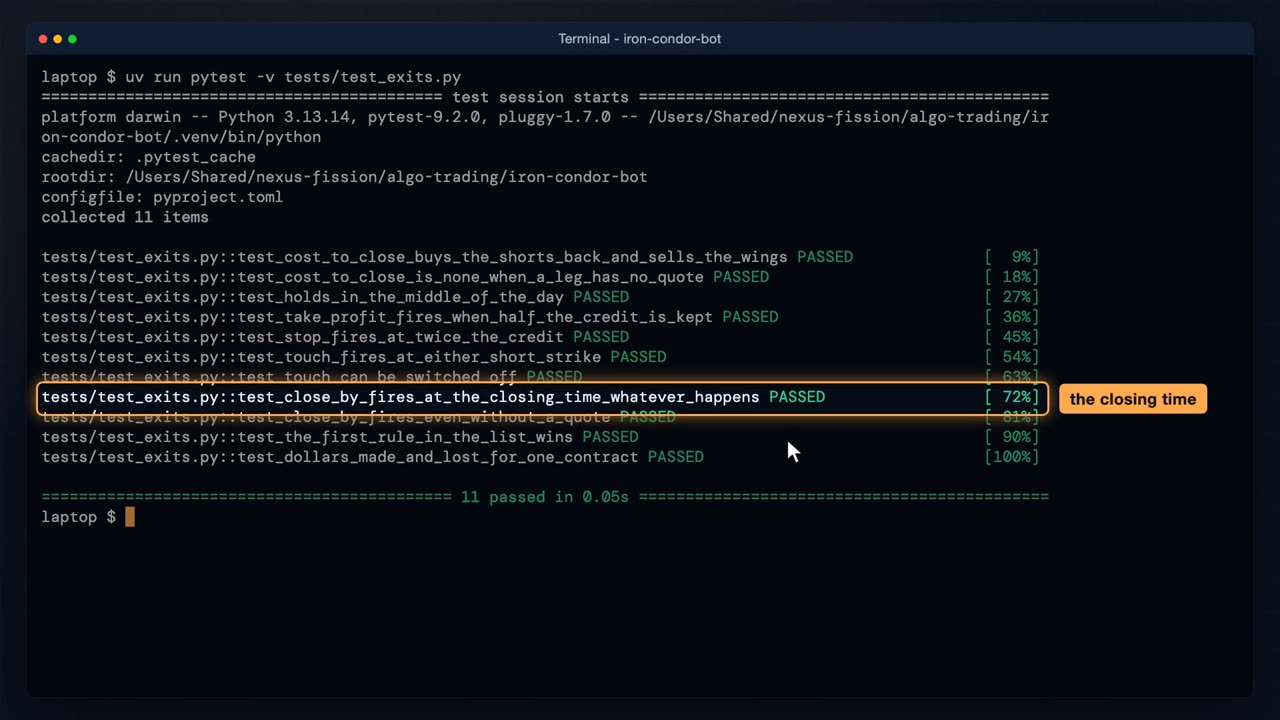 Terminal - iron-condor-bot
laptop $ uv run pytest -v tests/test_exits.py
=========================================== test session starts ============================================
platform darwin -- Python 3.13.14, pytest-9.2.0, pluggy-1.7.0 -- /Users/Shared/nexus-fission/algo-trading/ir
on-condor-bot/.venv/bin/python
cachedir: .pytest_cache
rootdir: /Users/Shared/nexus-fission/algo-trading/iron-condor-bot
configfile: pyproject.toml
collected 11 items
tests/test_exits.py::test_cost_to_close_buys_the_shorts_back_and_sells_the_wings PASSED [  9%]
tests/test_exits.py::test_cost_to_close_is_none_when_a_leg_has_no_quote PASSED [ 18%]
tests/test_exits.py::test_holds_in_the_middle_of_the_day PASSED [ 27%]
tests/test_exits.py::test_take_profit_fires_when_half_the_credit_is_kept PASSED [ 36%]
tests/test_exits.py::test_stop_fires_at_twice_the_credit PASSED [ 45%]
tests/test_exits.py::test_touch_fires_at_either_short_strike PASSED [ 54%]
tests/test_exits.py::test_touch_can_be_switched_off PASSED [ 63%]
tests/test_exits.py::test_close_by_fires_at_the_closing_time_whatever_happens PASSED [ 72%]
the closing time
tests/test_exits.py::test_close_by_fires_even_without_a_quote PASSED [ 81%]
tests/test_exits.py::test_the_first_rule_in_the_list_wins PASSED [ 90%]
tests/test_exits.py::test_dollars_made_and_lost_for_one_contract PASSED [100%]
============================================ 11 passed in 0.05s ============================================
laptop $